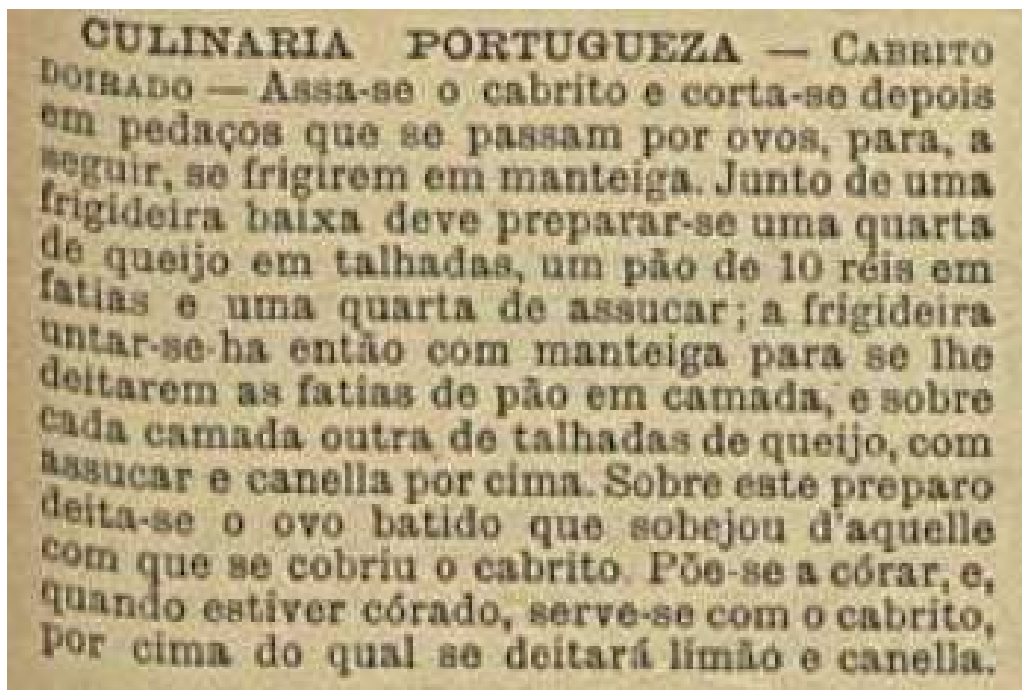 CULINARIA PORTUGUEZA — CABRITO
DOIRADO — Assa-se o cabrito e corta-se depois
em pedaços que se passam por ovos, para, a
seguir, se frigirem em manteiga. Junto de uma
frigideira baixa deve preparar-se uma quarta
de queijo em talhadas, um pão de 10 réis em
fatias e uma quarta de assucar; a frigideira
untar-se-ha então com manteiga para se lhe
deitarem as fatias de pão em camada, e sobre
cada camada outra de talhadas de queijo, com
assucar e canella por cima. Sobre este preparo
deita-se o ovo batido que sobejou d'aquelle
com que se cobriu o cabrito. Põe-se a córar, e,
quando estiver córado, serve-se com o cabrito,
por cima do qual se deitará limão e canella.